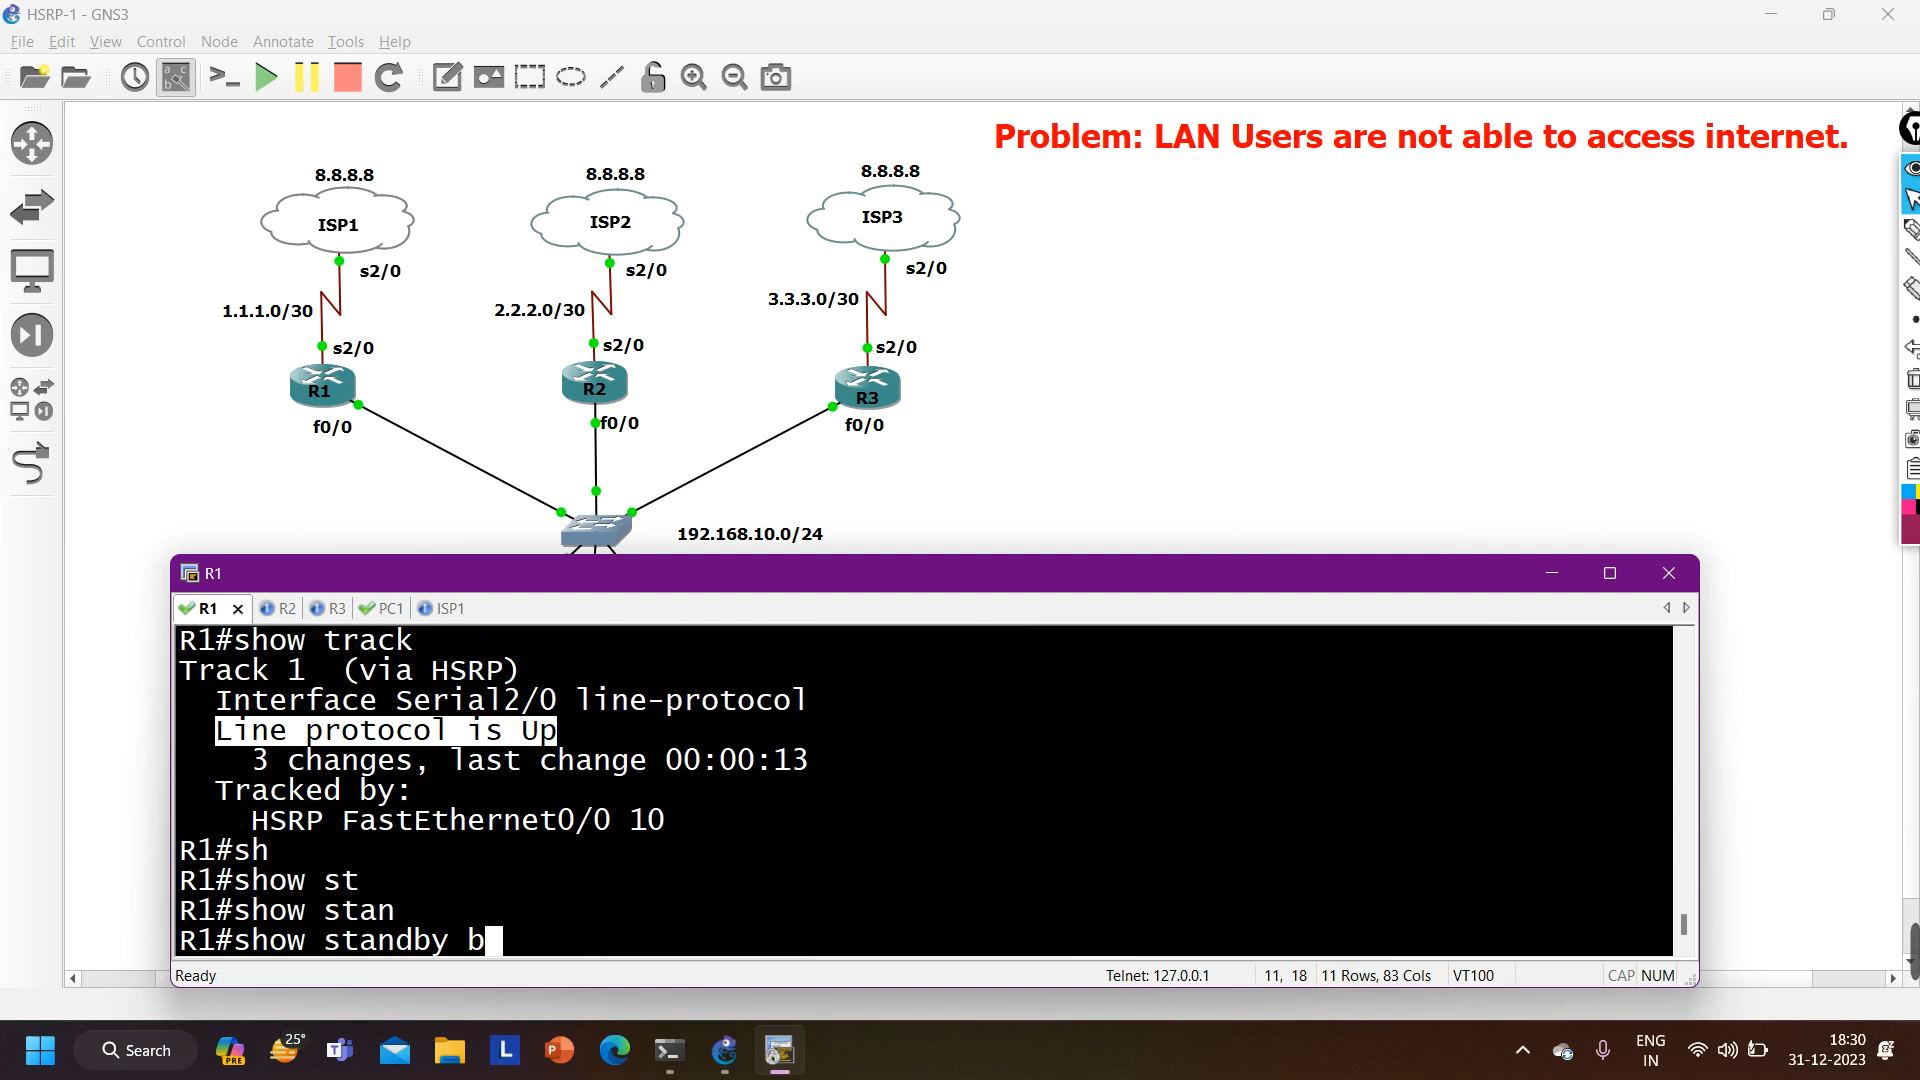 HSRP-1 - GNS3
File Edit View Control Node Annotate Tools Help
Problem: LAN Users are not able to access internet.
8.8.8.8 8.8.8.8 8.8.8.8
ISP1 ISP2 ISP3
s2/0 s2/0 s2/0
1.1.1.0/30 2.2.2.0/30 3.3.3.0/30
s2/0 s2/0 s2/0
R1 R2 R3
f0/0 f0/0 f0/0
192.168.10.0/24
R1
R1 R2 R3 PC1 ISP1
R1#show track
Track 1 (via HSRP)
Interface Serial2/0 line-protocol
Line protocol is Up
3 changes, last change 00:00:13
Tracked by:
HSRP FastEthernet0/0 10
R1#sh
R1#show st
R1#show stan
R1#show standby b
Ready Telnet: 127.0.0.1 11, 18 11 Rows, 83 Cols VT100 CAP NUM
Search PRE 25° ENG IN 18:30 31-12-2023